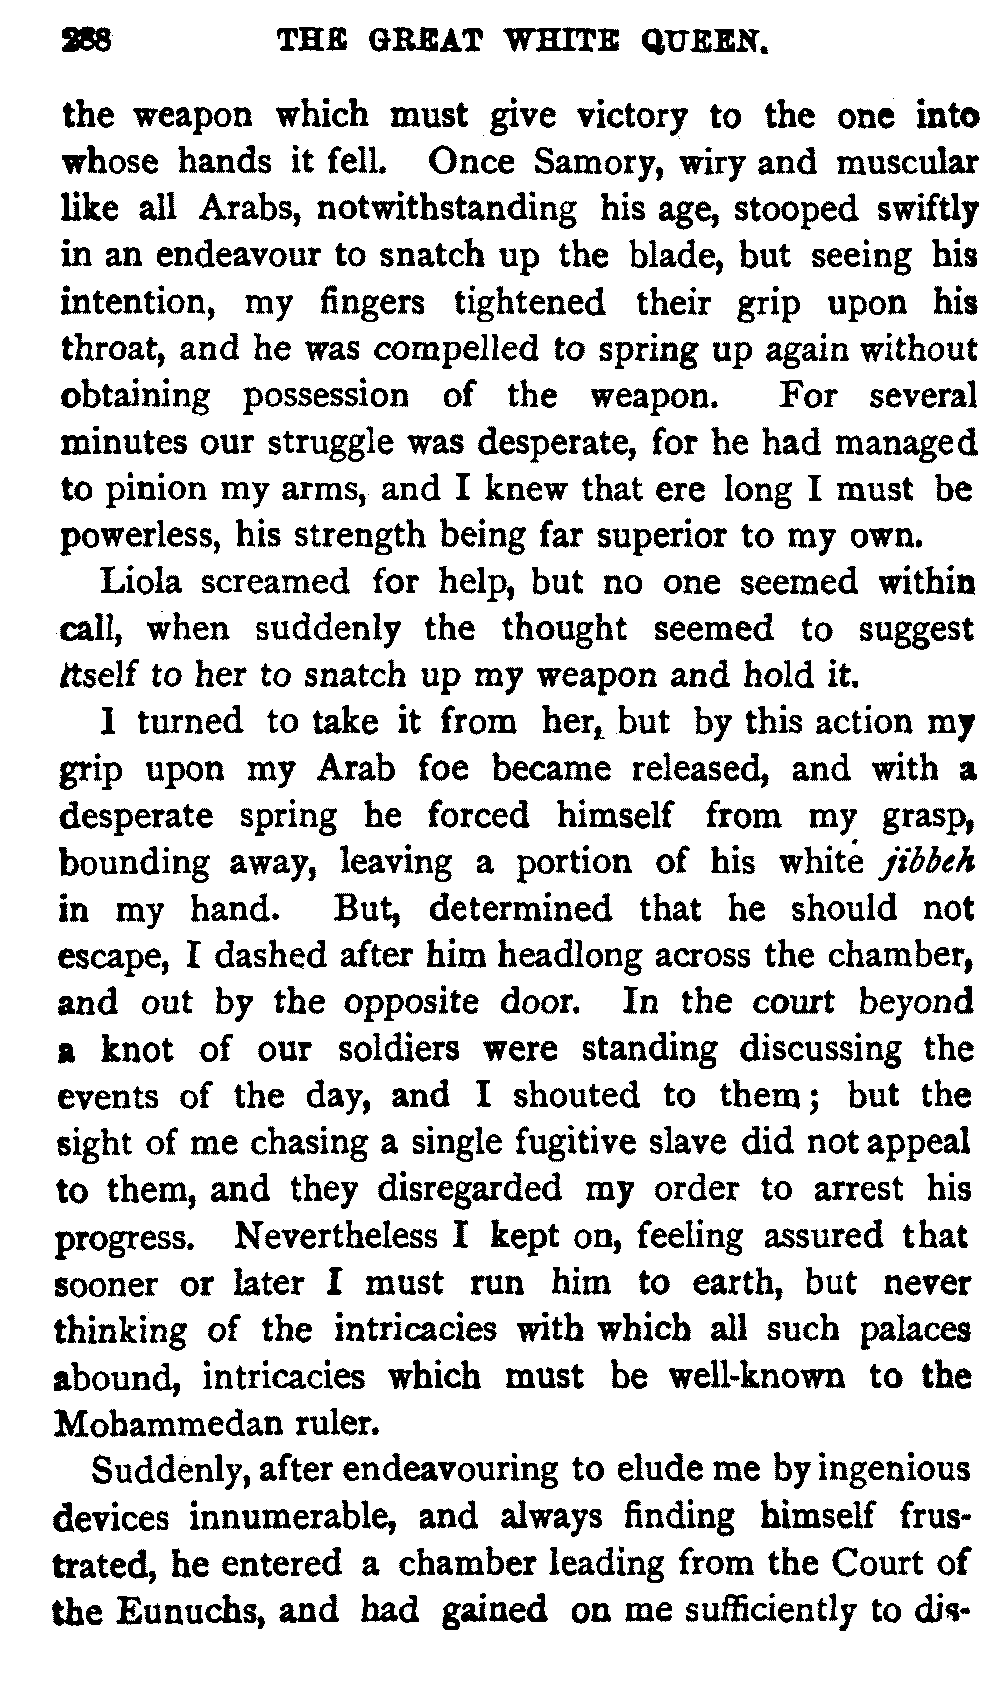 288 THE GREAT WHITE QUEEN.
the weapon which must give victory to the one into
whose hands it fell. Once Samory, wiry and muscular
like all Arabs, notwithstanding his age, stooped swiftly
in an endeavour to snatch up the blade, but seeing his
intention, my fingers tightened their grip upon his
throat, and he was compelled to spring up again without
obtaining possession of the weapon. For several
minutes our struggle was desperate, for he had managed
to pinion my arms, and I knew that ere long I must be
powerless, his strength being far superior to my own.
Liola screamed for help, but no one seemed within
call, when suddenly the thought seemed to suggest
itself to her to snatch up my weapon and hold it.
I turned to take it from her, but by this action my
grip upon my Arab foe became released, and with a
desperate spring he forced himself from my grasp,
bounding away, leaving a portion of his white jibbeh
in my hand. But, determined that he should not
escape, I dashed after him headlong across the chamber,
and out by the opposite door. In the court beyond
a knot of our soldiers were standing discussing the
events of the day, and I shouted to them; but the
sight of me chasing a single fugitive slave did not appeal
to them, and they disregarded my order to arrest his
progress. Nevertheless I kept on, feeling assured that
sooner or later I must run him to earth, but never
thinking of the intricacies with which all such palaces
abound, intricacies which must be well-known to the
Mohammedan ruler.
Suddenly, after endeavouring to elude me by ingenious
devices innumerable, and always finding himself frus-
trated, he entered a chamber leading from the Court of
the Eunuchs, and had gained on me sufficiently to dis-